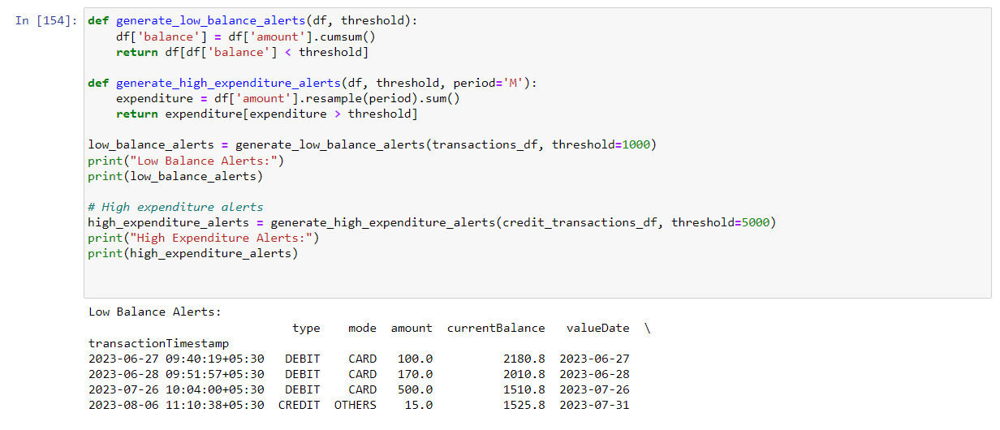 In [154]: def generate_low_balance_alerts(df, threshold):
    df['balance'] = df['amount'].cumsum()
    return df[df['balance'] < threshold]

def generate_high_expenditure_alerts(df, threshold, period='M'):
    expenditure = df['amount'].resample(period).sum()
    return expenditure[expenditure > threshold]

low_balance_alerts = generate_low_balance_alerts(transactions_df, threshold=1000)
print("Low Balance Alerts:")
print(low_balance_alerts)

# High expenditure alerts
high_expenditure_alerts = generate_high_expenditure_alerts(credit_transactions_df, threshold=5000)
print("High Expenditure Alerts:")
print(high_expenditure_alerts)

Low Balance Alerts:
                             type    mode  amount  currentBalance   valueDate  \
transactionTimestamp
2023-06-27 09:40:19+05:30   DEBIT    CARD   100.0          2180.8  2023-06-27
2023-06-28 09:51:57+05:30   DEBIT    CARD   170.0          2010.8  2023-06-28
2023-07-26 10:04:00+05:30   DEBIT    CARD   500.0          1510.8  2023-07-26
2023-08-06 11:10:38+05:30  CREDIT  OTHERS    15.0          1525.8  2023-07-31